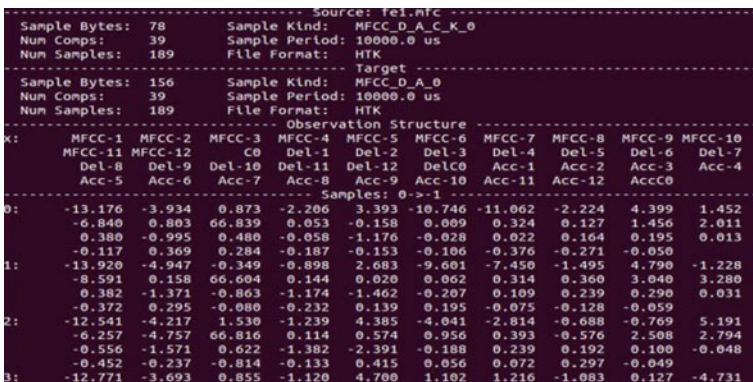 Source: fe1.mfc
Sample Bytes: 78 Sample Kind: MFCC_D_A_C_K_0
Num Comps: 39 Sample Period: 10000.0 us
Num Samples: 189 File Format: HTK
Target
Sample Bytes: 156 Sample Kind: MFCC_D_A_0
Num Comps: 39 Sample Period: 10000.0 us
Num Samples: 189 File Format: HTK
Observation Structure
x: MFCC-1 MFCC-2 MFCC-3 MFCC-4 MFCC-5 MFCC-6 MFCC-7 MFCC-8 MFCC-9 MFCC-10
MFCC-11 MFCC-12 C0 Del-1 Del-2 Del-3 Del-4 Del-5 Del-6 Del-7
Del-8 Del-9 Del-10 Del-11 Del-12 DelC0 Acc-1 Acc-2 Acc-3 Acc-4
Acc-5 Acc-6 Acc-7 Acc-8 Acc-9 Acc-10 Acc-11 Acc-12 AccC0
Samples: 0->-1
0: -13.176 -3.934 0.873 -2.206 3.393 -10.746 -11.062 -2.224 4.399 1.452
-6.840 0.803 66.839 0.053 -0.158 0.009 0.324 0.127 1.456 2.011
0.380 -0.995 0.480 -0.058 -1.176 -0.028 0.022 0.164 0.195 0.013
-0.117 0.369 0.284 -0.187 -0.153 -0.106 -0.376 -0.271 -0.050
1: -13.920 -4.947 -0.349 -0.898 2.683 -9.601 -7.450 -1.495 4.790 -1.228
-8.591 0.158 66.604 0.144 0.020 0.062 0.314 0.360 3.040 3.280
0.382 -1.371 -0.863 -1.174 -1.462 -0.207 0.109 0.239 0.290 0.031
-0.372 0.295 -0.080 -0.232 0.139 0.195 -0.075 -0.128 -0.059
2: -12.541 -4.217 1.530 -1.239 4.385 -4.041 -2.814 -0.688 -0.769 5.191
-6.257 -4.757 66.816 0.114 0.574 0.956 0.393 -0.576 2.508 2.794
-0.556 -1.571 0.622 -1.382 -2.391 -0.188 0.239 0.192 0.100 -0.048
-0.452 -0.237 -0.814 -0.133 0.415 0.056 0.072 0.297 -0.049
3: -12.771 -3.693 0.855 -1.120 4.700 1.102 1.216 -1.083 0.127 -4.731